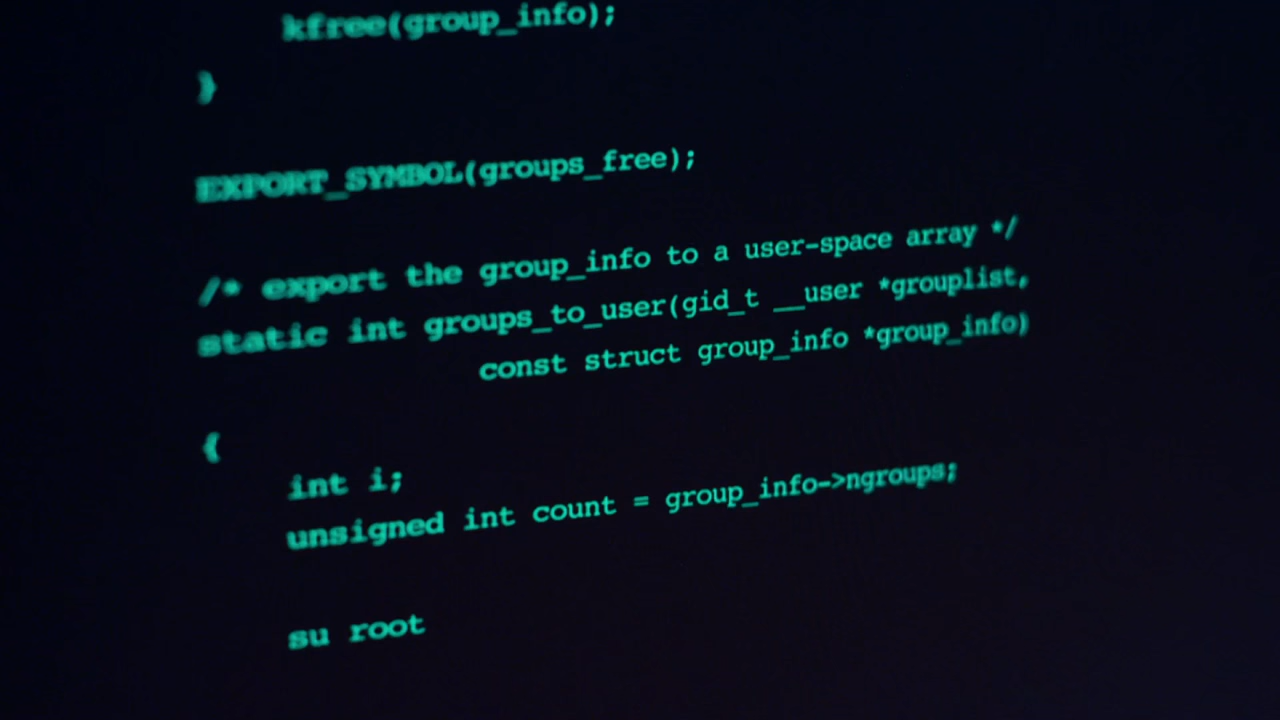 kfree(group_info);
}
EXPORT_SYMBOL(groups_free);
/* export the group_info to a user-space array */
static int groups_to_user(gid_t __user *grouplist,
const struct group_info *group_info)
{
int i;
unsigned int count = group_info->ngroups;
su root